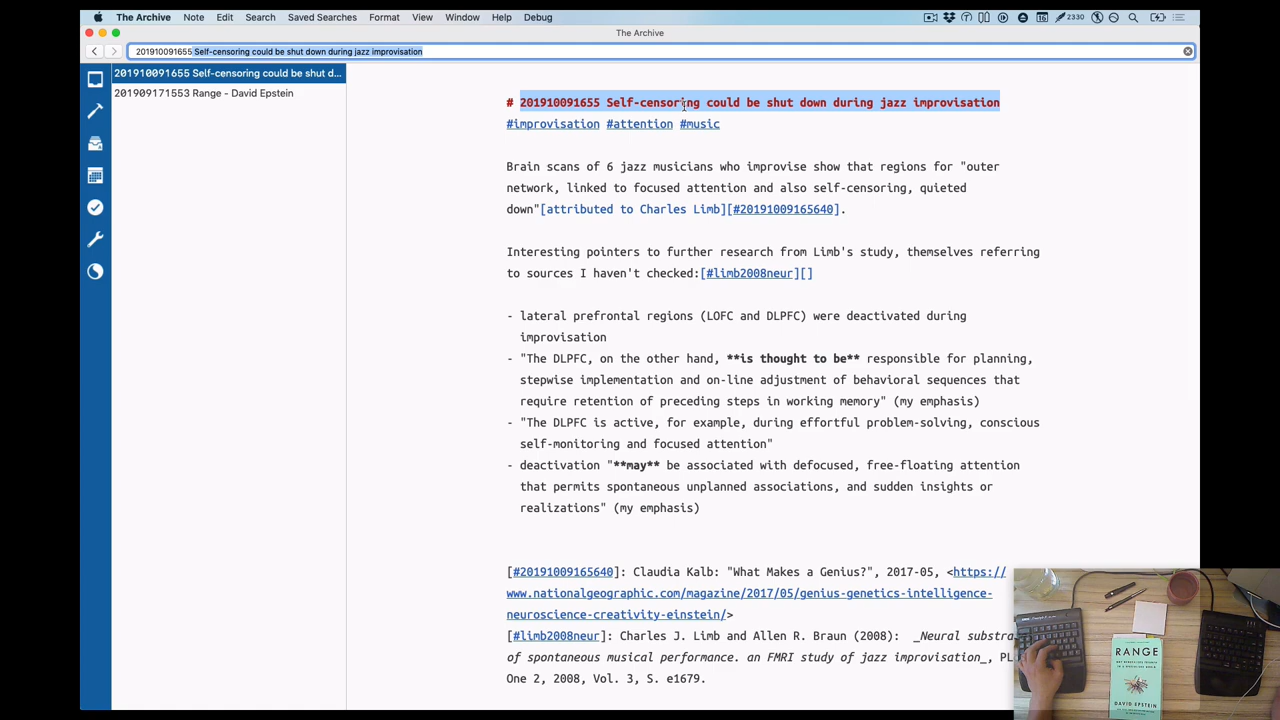 The Archive Note Edit Search Saved Searches Format View Window Help Debug 2330
The Archive
201910091655 Self-censoring could be shut down during jazz improvisation
201910091655 Self-censoring could be shut d...
201909171553 Range - David Epstein
# 201910091655 Self-censoring could be shut down during jazz improvisation
#improvisation #attention #music
Brain scans of 6 jazz musicians who improvise show that regions for "outer
network, linked to focused attention and also self-censoring, quieted
down"[attributed to Charles Limb][#20191009165640].
Interesting pointers to further research from Limb's study, themselves referring
to sources I haven't checked:[#limb2008neur][]
- lateral prefrontal regions (LOFC and DLPFC) were deactivated during
improvisation
- "The DLPFC, on the other hand, **is thought to be** responsible for planning,
stepwise implementation and on-line adjustment of behavioral sequences that
require retention of preceding steps in working memory" (my emphasis)
- "The DLPFC is active, for example, during effortful problem-solving, conscious
self-monitoring and focused attention"
- deactivation "**may** be associated with defocused, free-floating attention
that permits spontaneous unplanned associations, and sudden insights or
realizations" (my emphasis)
[#20191009165640]: Claudia Kalb: "What Makes a Genius?", 2017-05, <https://
www.nationalgeographic.com/magazine/2017/05/genius-genetics-intelligence-
neuroscience-creativity-einstein/>
[#limb2008neur]: Charles J. Limb and Allen R. Braun (2008): _Neural substra
of spontaneous musical performance. an FMRI study of jazz improvisation_, PL
One 2, 2008, Vol. 3, S. e1679.
RANGE
DAVID EPSTEIN